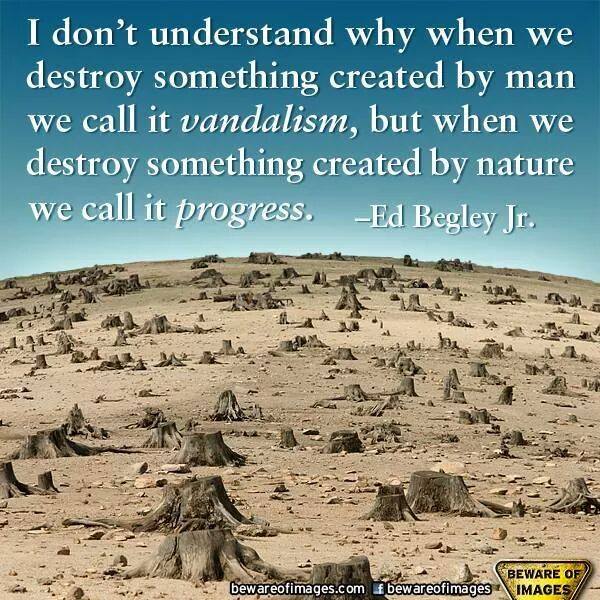 I don’t understand why when we
destroy something created by man
we call it vandalism, but when we
destroy something created by nature
we call it progress. –Ed Begley Jr.
bewareofimages.com f bewareofimages
BEWARE OF
IMAGES